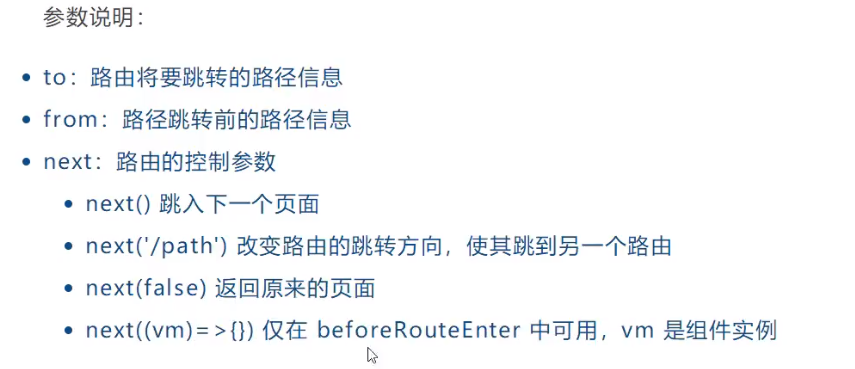 参数说明：
• to：路由将要跳转的路径信息
• from：路径跳转前的路径信息
• next：路由的控制参数
• next() 跳入下一个页面
• next('/path') 改变路由的跳转方向，使其跳到另一个路由
• next(false) 返回原来的页面
• next((vm)=>{}) 仅在 beforeRouteEnter 中可用，vm 是组件实例